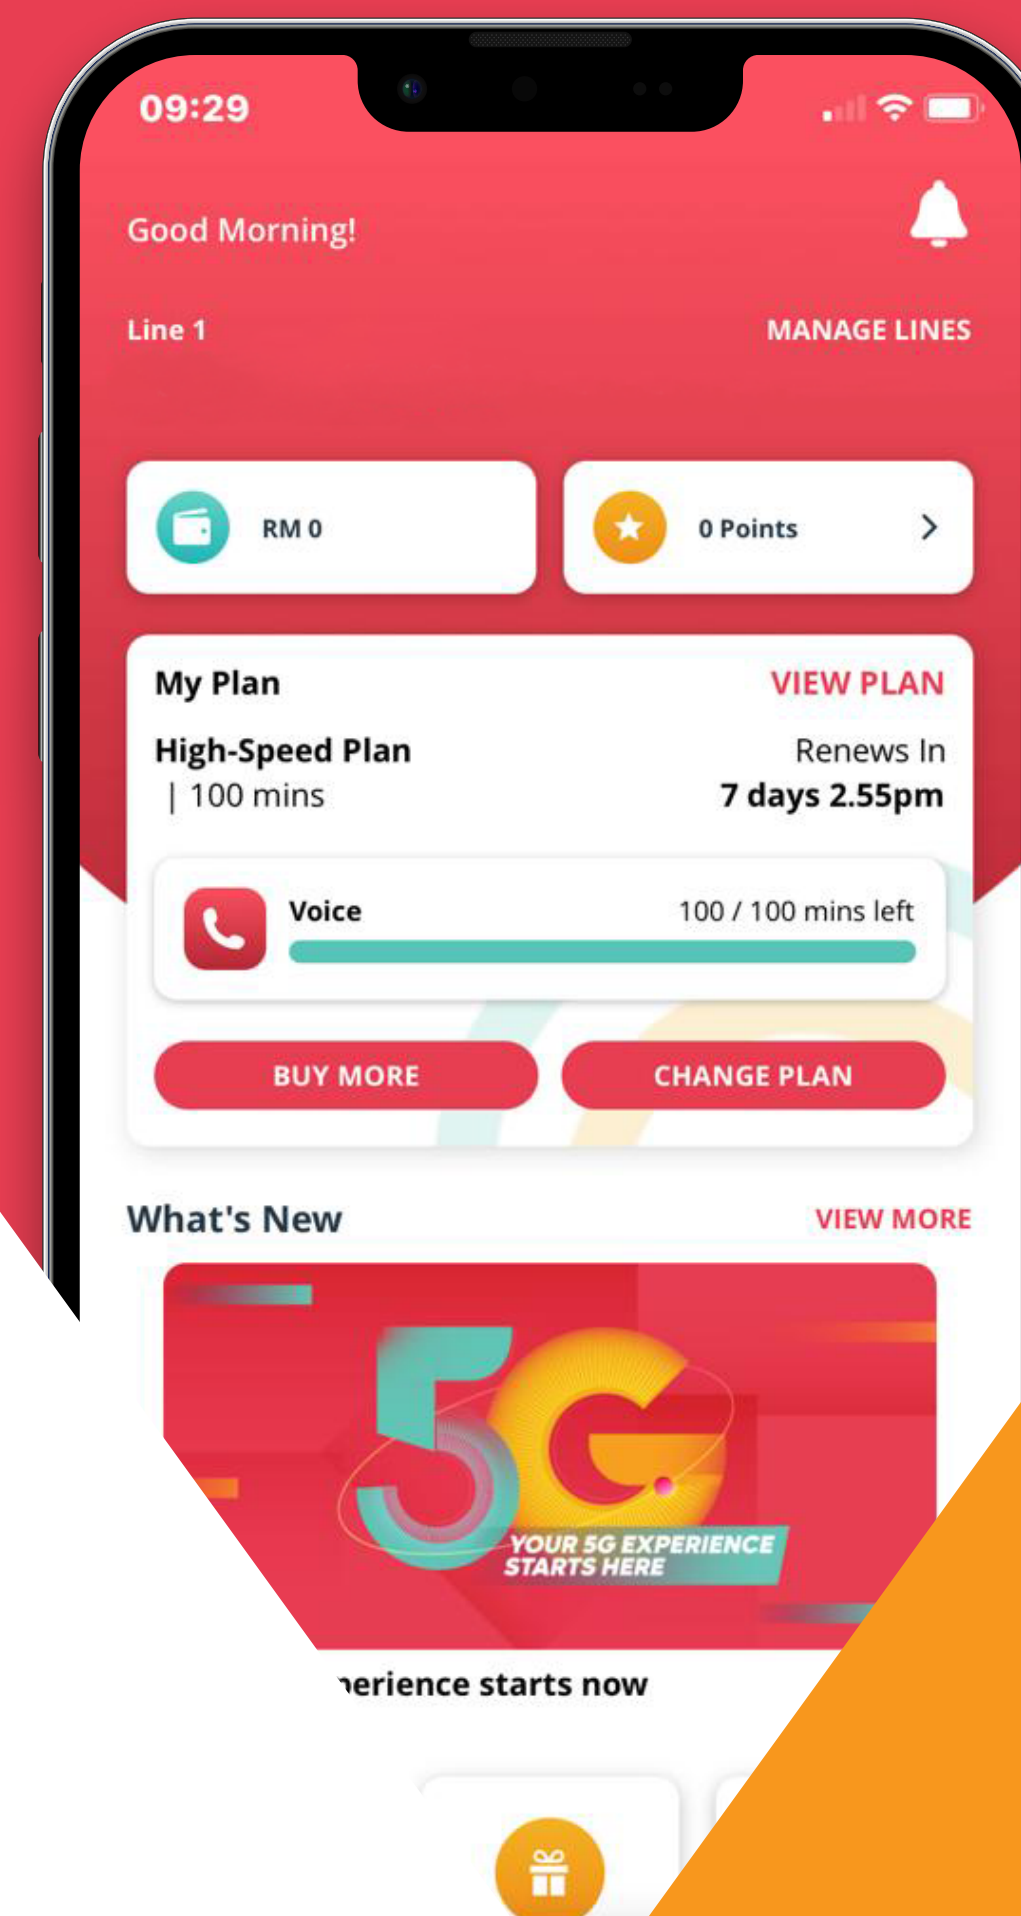 09:29
Good Morning!
Line 1
MANAGE LINES
RM 0
0 Points
My Plan
VIEW PLAN
High-Speed Plan
Renews In
| 100 mins
7 days 2.55pm
Voice
100 / 100 mins left
BUY MORE
CHANGE PLAN
What's New
VIEW MORE
5G
YOUR 5G EXPERIENCE
STARTS HERE
starts now